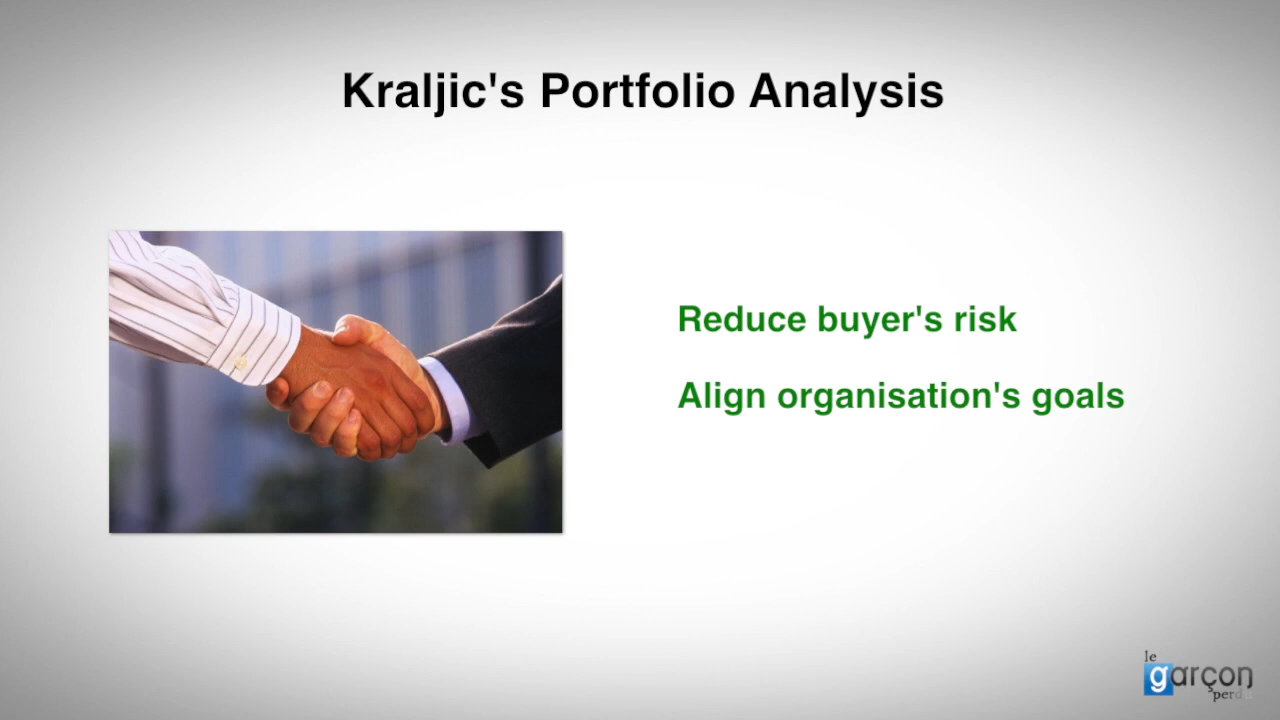 Kraljic's Portfolio Analysis
Reduce buyer's risk
Align organisation's goals
le
garçon